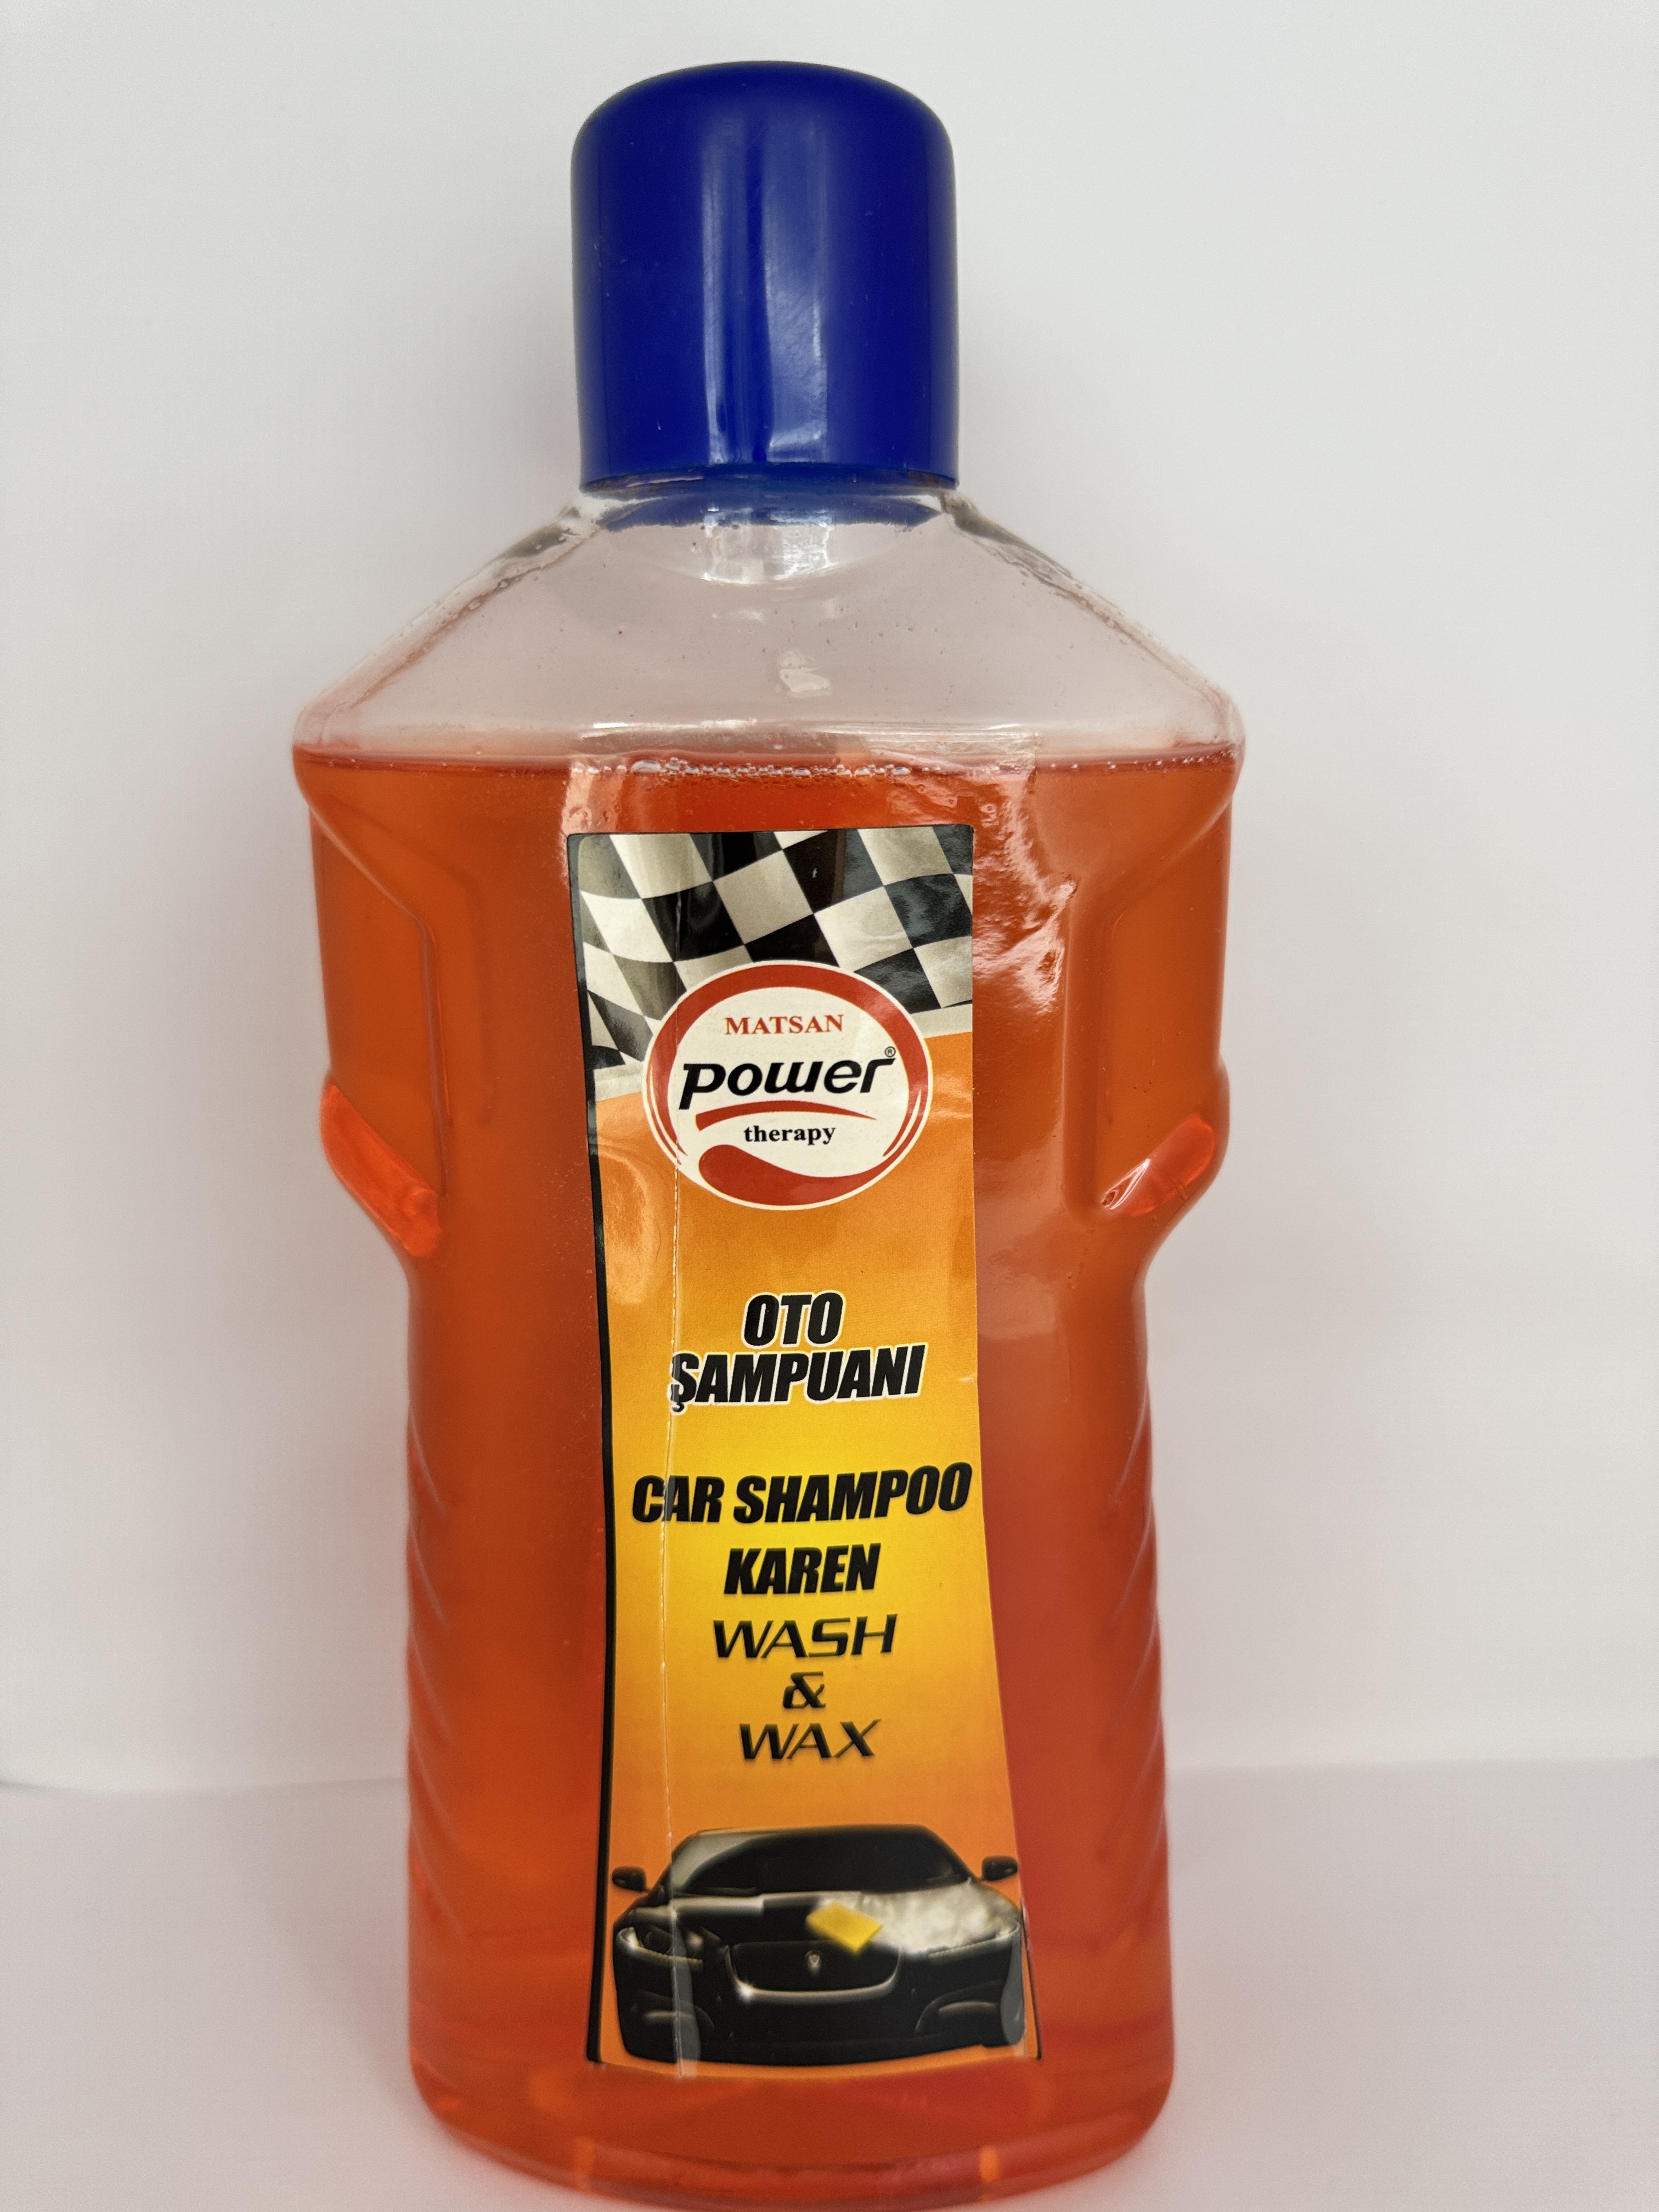 MATSAN
power®
therapy
OTO
ŞAMPUANI
CAR SHAMPOO
KAREN
WASH
&
WAX